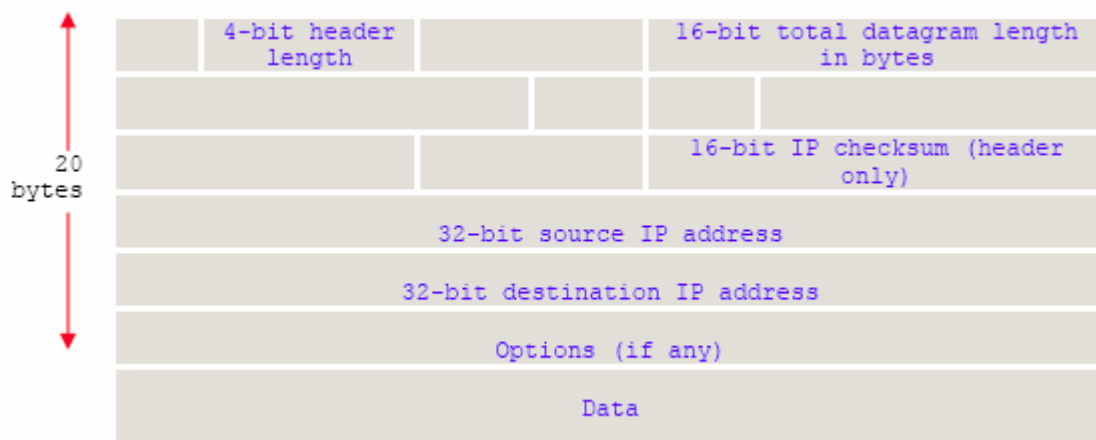 4-bit header
length
16-bit total datagram length
in bytes
20
bytes
16-bit IP checksum (header
only)
32-bit source IP address
32-bit destination IP address
Options (if any)
Data